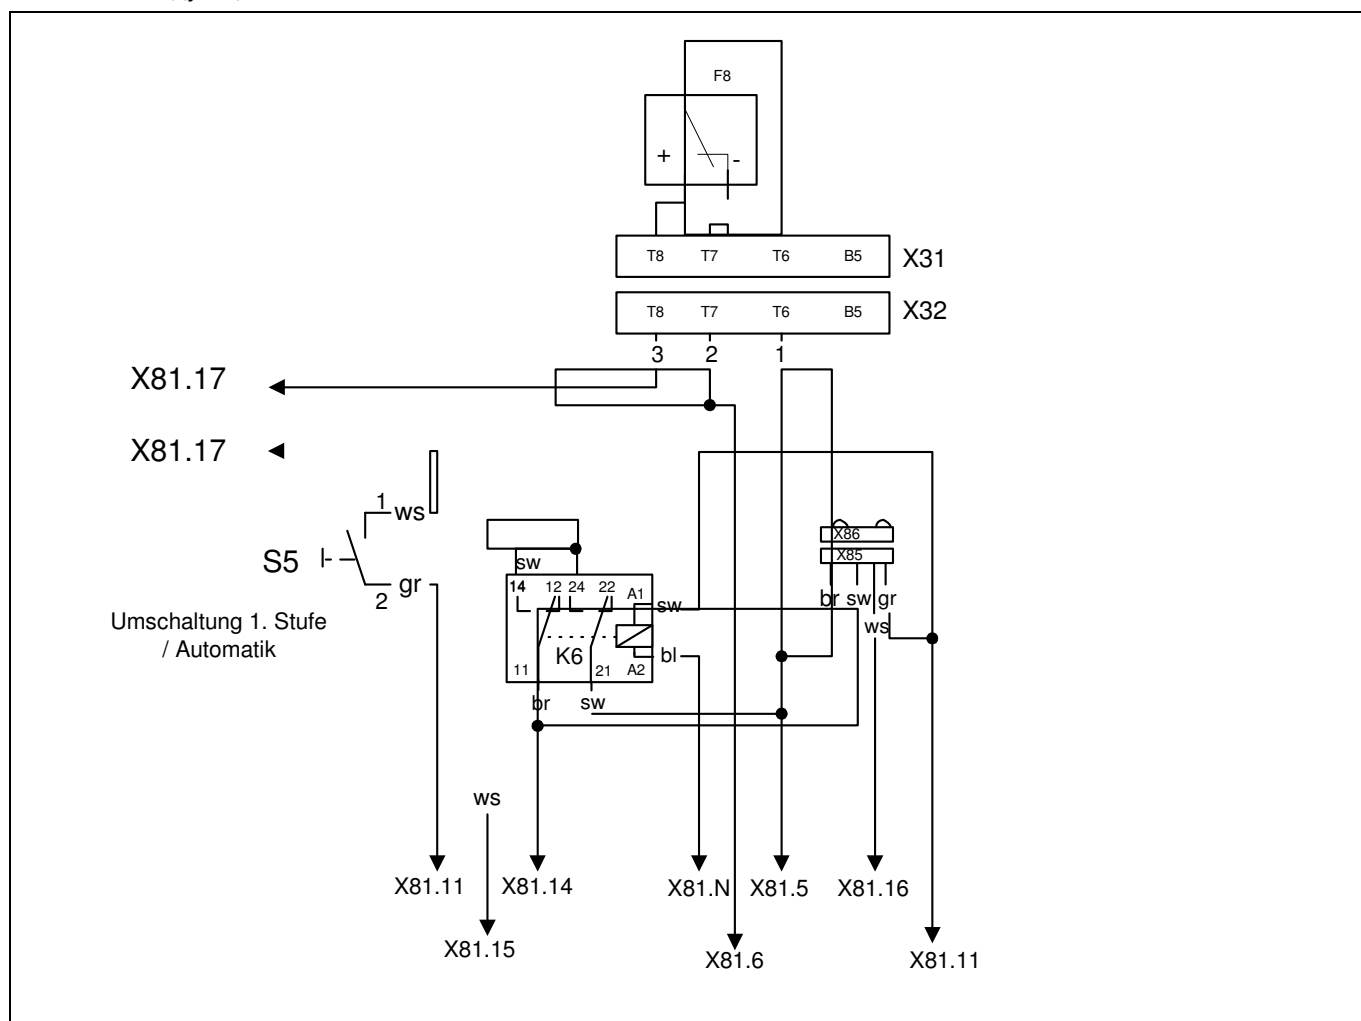 F8
+ -
T8 T7 T6 B5 X31
T8 T7 T6 B5 X32
3 2 1
X81.17
X81.17
1 ws
S5
gr
2
Umschaltung 1. Stufe
/ Automatik
sw
14 12 24 22 A1 sw
K6 bl
11 21 A2
br sw
X86
X85
br sw gr
ws
ws
X81.11 X81.14 X81.N X81.5 X81.16
X81.15 X81.6 X81.11